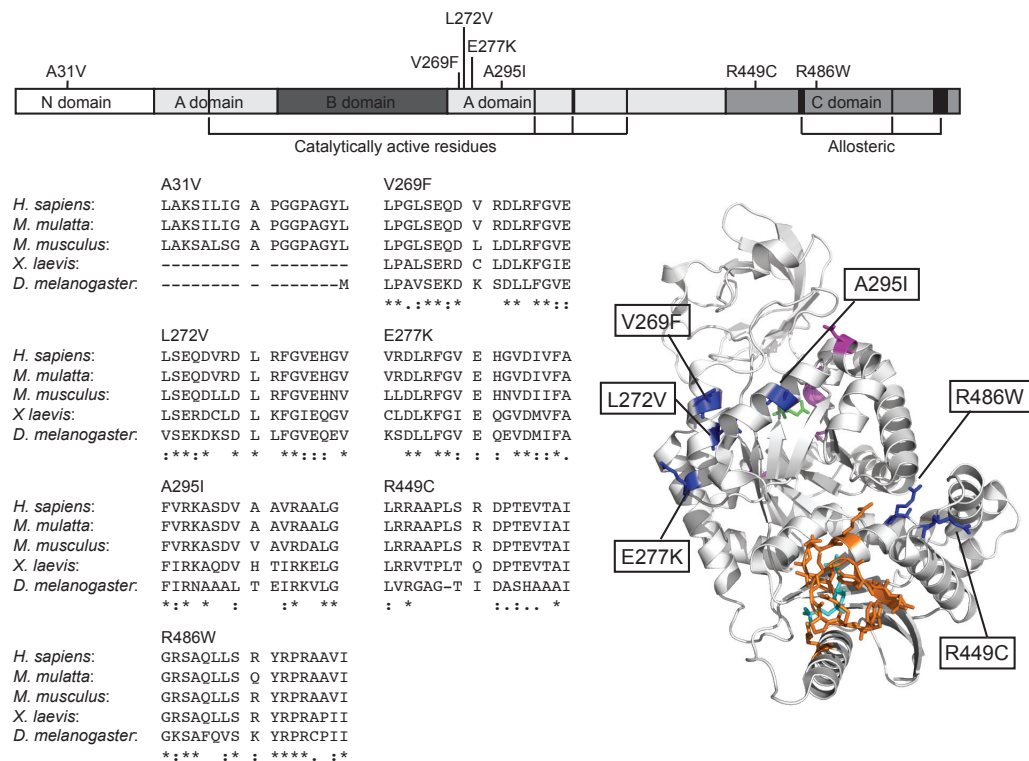 L272V
E277K
V269F
A31V
A295I
R449C
R486W
N domain
A domain
B domain
A domain
C domain
Catalytically active residues
Allosteric
A31V
H. sapiens: LAKSILIG A PGGPAGYL
M. mulatta: LAKSILIG A PGGPAGYL
M. musculus: LAKSALSG A PGGPAGYL
X. laevis: -------- - --------
D. melanogaster: -------- - -------M
V269F
LPGLSEQD V RDLRFGVE
LPGLSEQD V RDLRFGVE
LPGLSEQD L LDLRFGVE
LPALSERD C LDLKFGIE
LPAVSEKD K SDLLFGVE
**.:**:* ** **::
L272V
H. sapiens: LSEQDVRD L RFGVEHGV
M. mulatta: LSEQDVRD L RFGVEHGV
M. musculus: LSEQDLLD L RFGVEHNV
X laevis: LSERDCLD L KFGIEQGV
D. melanogaster: VSEKDKSD L LFGVEQEV
:**:* * * **::: *
E277K
VRDLRFGV E HGVDIVFA
VRDLRFGV E HGVDIVFA
LLDLRFGV E HNVDIIFA
CLDLKFGI E QGVDMVFA
KSDLLFGV E QEVDMIFA
** **: : : **::*.
A295I
H. sapiens: FVRKASDV A AVRAALG
M. mulatta: FVRKASDV A AVRAALG
M. musculus: FVRKASDV V AVRDALG
X. laevis: FIRKAQDV H TIRKELG
D. melanogaster: FIRNAAAL T EIRKVLG
*:* * : :* **
R449C
LRRAAPLS R DPTEVTAI
LRRAAPLS R DPTEVTAI
LRRAAPLS R DPTEVTAI
LRRVTPLT Q DPTEVTAI
LVRGAG-T I DASHAAAI
: * :.:.. *
R486W
H. sapiens: GRSAQLLS R YRPRAAVI
M. mulatta: GRSAQLLS Q YRPRAAVI
M. musculus: GRSAQLLS R YRPRAAVI
X. laevis: GRSAQLLS R YRPRAPII
D. melanogaster: GKSAFQVS K YRPRCPII
*:** :* : ****. :*
A295I
V269F
L272V
R486W
E277K
R449C